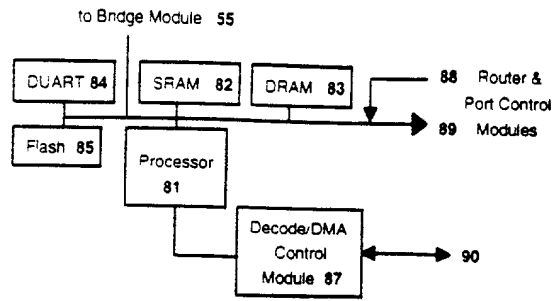 to Bridge Module 55
DUART 84
SRAM 82
DRAM 83
88 Router &
Port Control
89 Modules
Flash 85
Processor
81
Decode/DMA
Control
Module 87
90